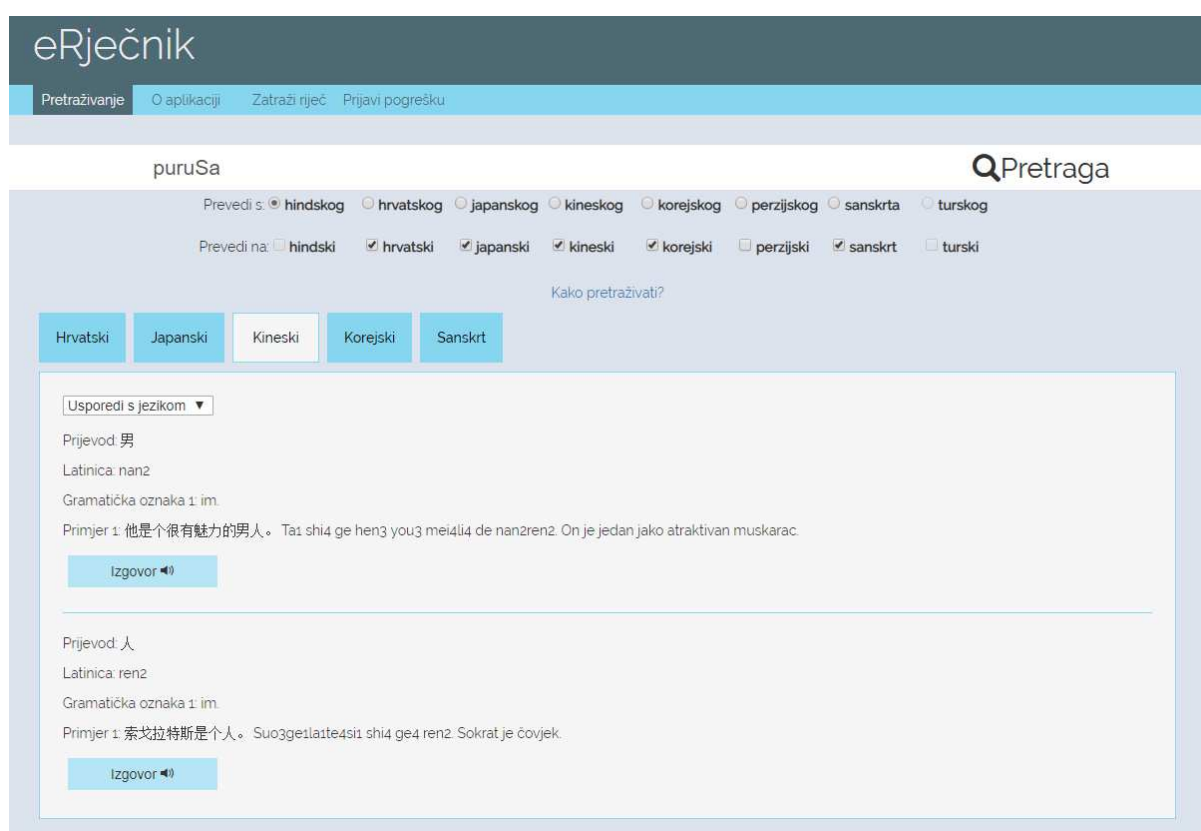 eRječnik
Pretraživanje O aplikaciji Zatraži riječ Prijavi pogrešku
puruSa Pretraga
Prevedi s: hindskog hrvatskog japanskog kineskog korejskog perzijskog sanskrta turskog
Prevedi na: hindski hrvatski japanski kineski korejski perzijski sanskrt turski
Kako pretraživati?
Hrvatski Japanski Kineski Korejski Sanskrt
Usporedi s jezikom ▼
Prijevod: 男
Latinica: nan2
Gramatička oznaka 1: im.
Primjer 1: 他是个很有魅力的男人。 Ta1 shi4 ge hen3 you3 mei4li4 de nan2ren2. On je jedan jako atraktivan muskarac.
Izgovor
Prijevod: 人
Latinica: ren2
Gramatička oznaka 1: im.
Primjer 1: 索戈拉特斯是个人。 Suo3ge1la1te4si1 shi4 ge4 ren2. Sokrat je čovjek.
Izgovor